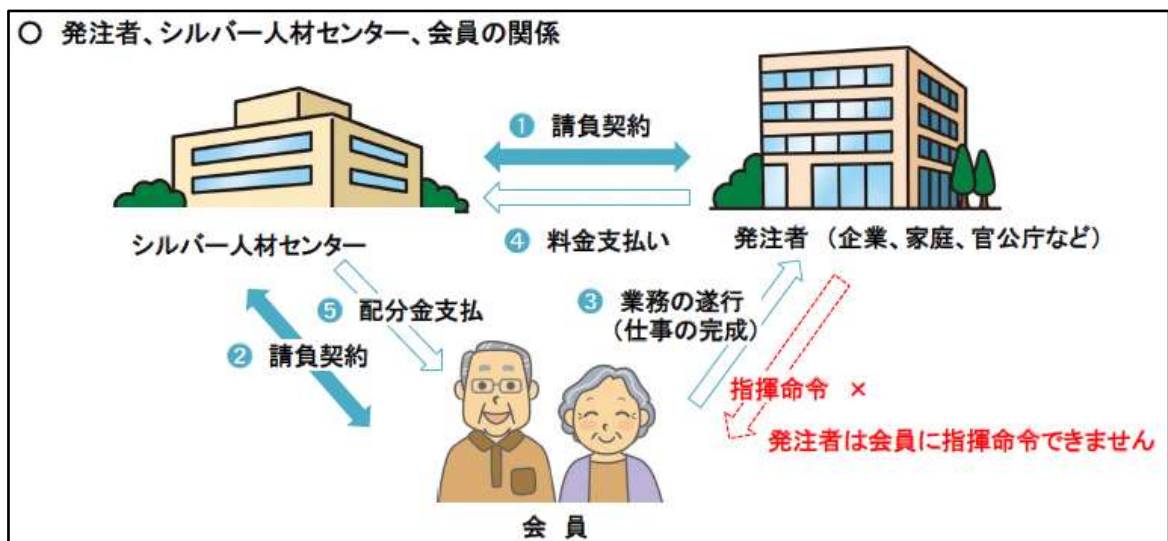 ○ 発注者、シルバー人材センター、会員の関係
❶ 請負契約
❹ 料金支払い
シルバー人材センター
発注者 (企業、家庭、官公庁など)
❺ 配分金支払
❸ 業務の遂行
(仕事の完成)
❷ 請負契約
指揮命令 ×
発注者は会員に指揮命令できません
会 員